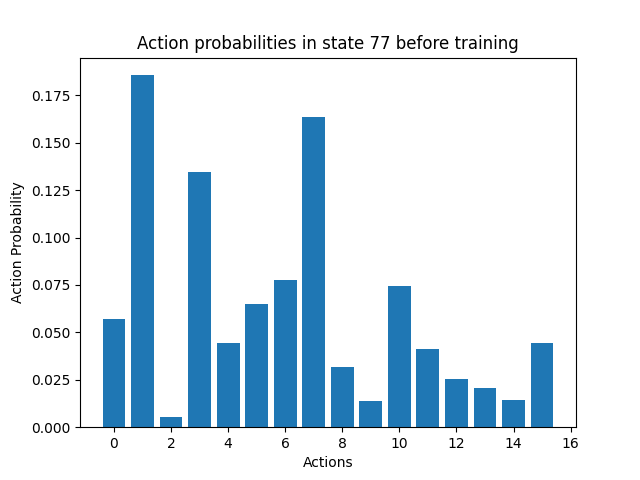 Action probabilities in state 77 before training
0.175
0.150
0.125
0.100
0.075
0.050
0.025
0.000
Action Probability
0 2 4 6 8 10 12 14 16
Actions